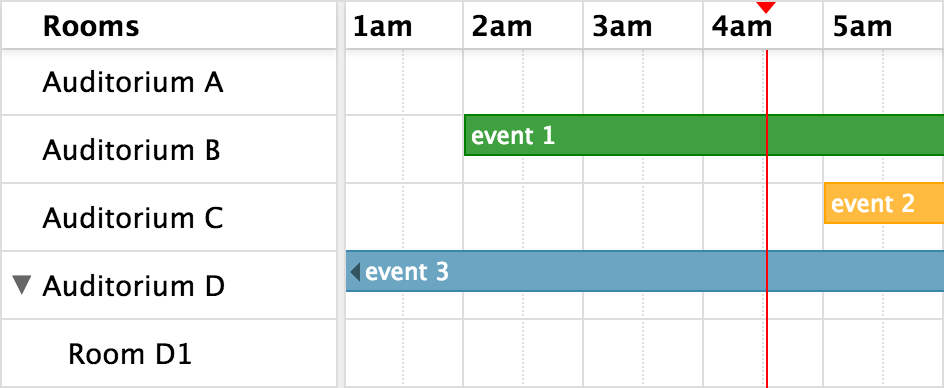 Rooms 1am 2am 3am 4am 5am
Auditorium A
Auditorium B event 1
Auditorium C event 2
Auditorium D event 3
Room D1